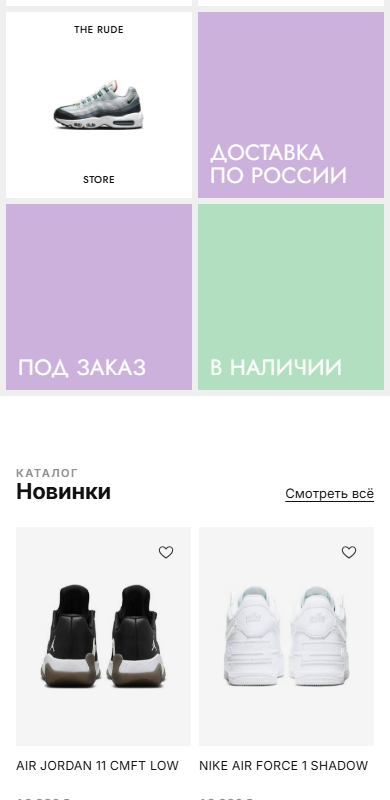 THE RUDE
STORE
ДОСТАВКА
ПО РОССИИ
ПОД ЗАКАЗ
В НАЛИЧИИ
КАТАЛОГ
Новинки
Смотреть всё
AIR JORDAN 11 CMFT LOW
NIKE AIR FORCE 1 SHADOW